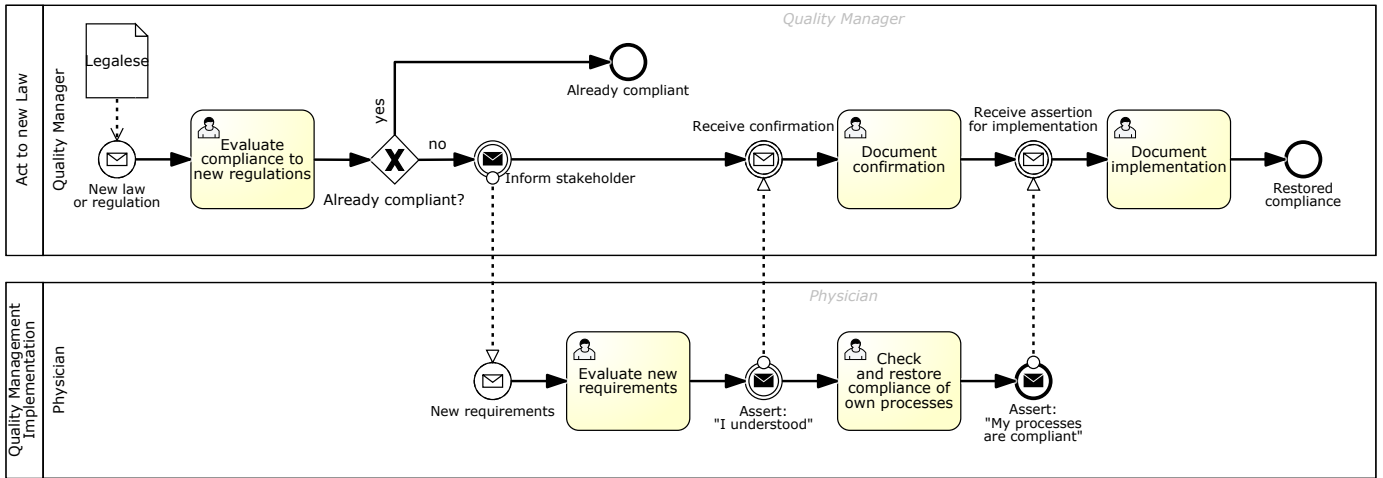 Quality Manager
Act to new Law
Quality Manager
Legalese
New law
or regulation
Evaluate
compliance to
new regulations
Already compliant?
yes
no
Already compliant
Inform stakeholder
Receive confirmation
Document
confirmation
Receive assertion
for implementation
Document
implementation
Restored
compliance
Physician
Quality Management
Implementation
Physician
New requirements
Evaluate new
requirements
Assert:
"I understood"
Check
and restore
compliance of
own processes
Assert:
"My processes
are compliant"